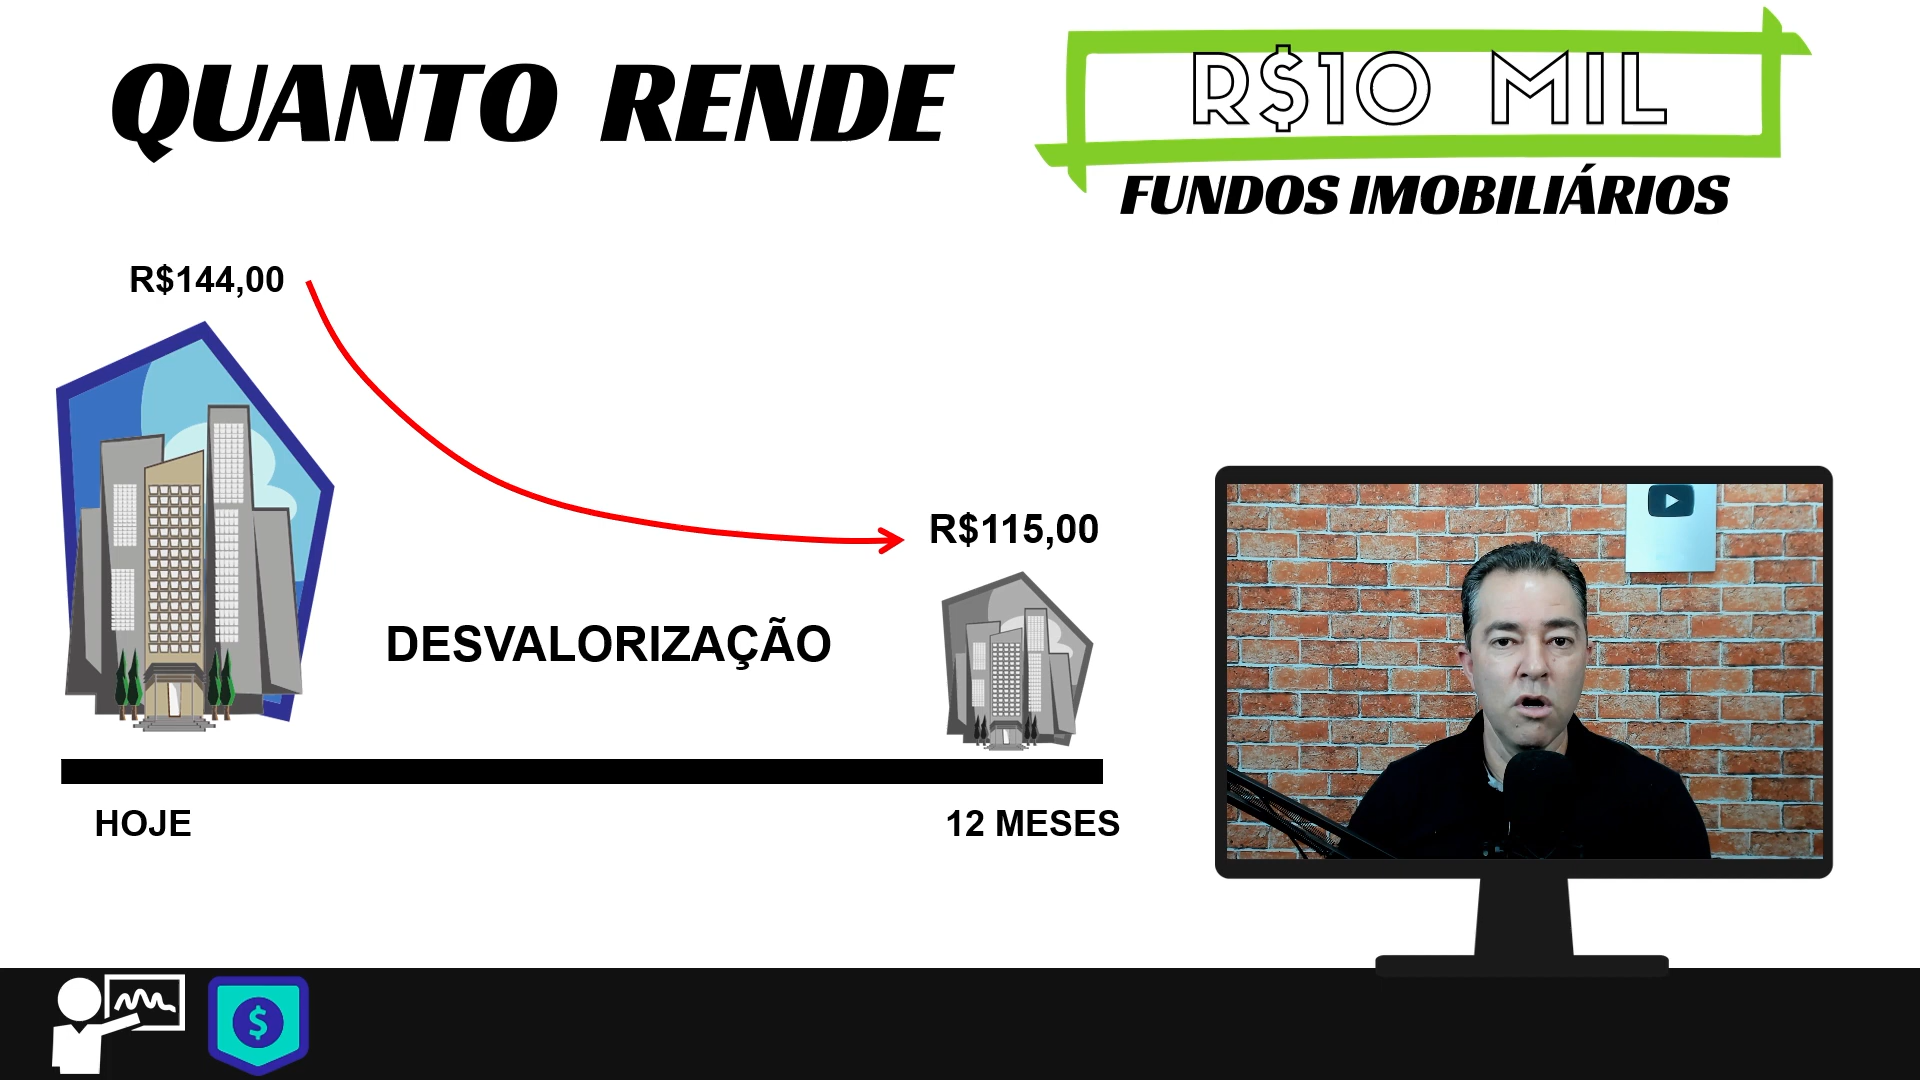 QUANTO RENDE
R$10 MIL
FUNDOS IMOBILIÁRIOS
R$144,00
R$115,00
DESVALORIZAÇÃO
HOJE
12 MESES
$